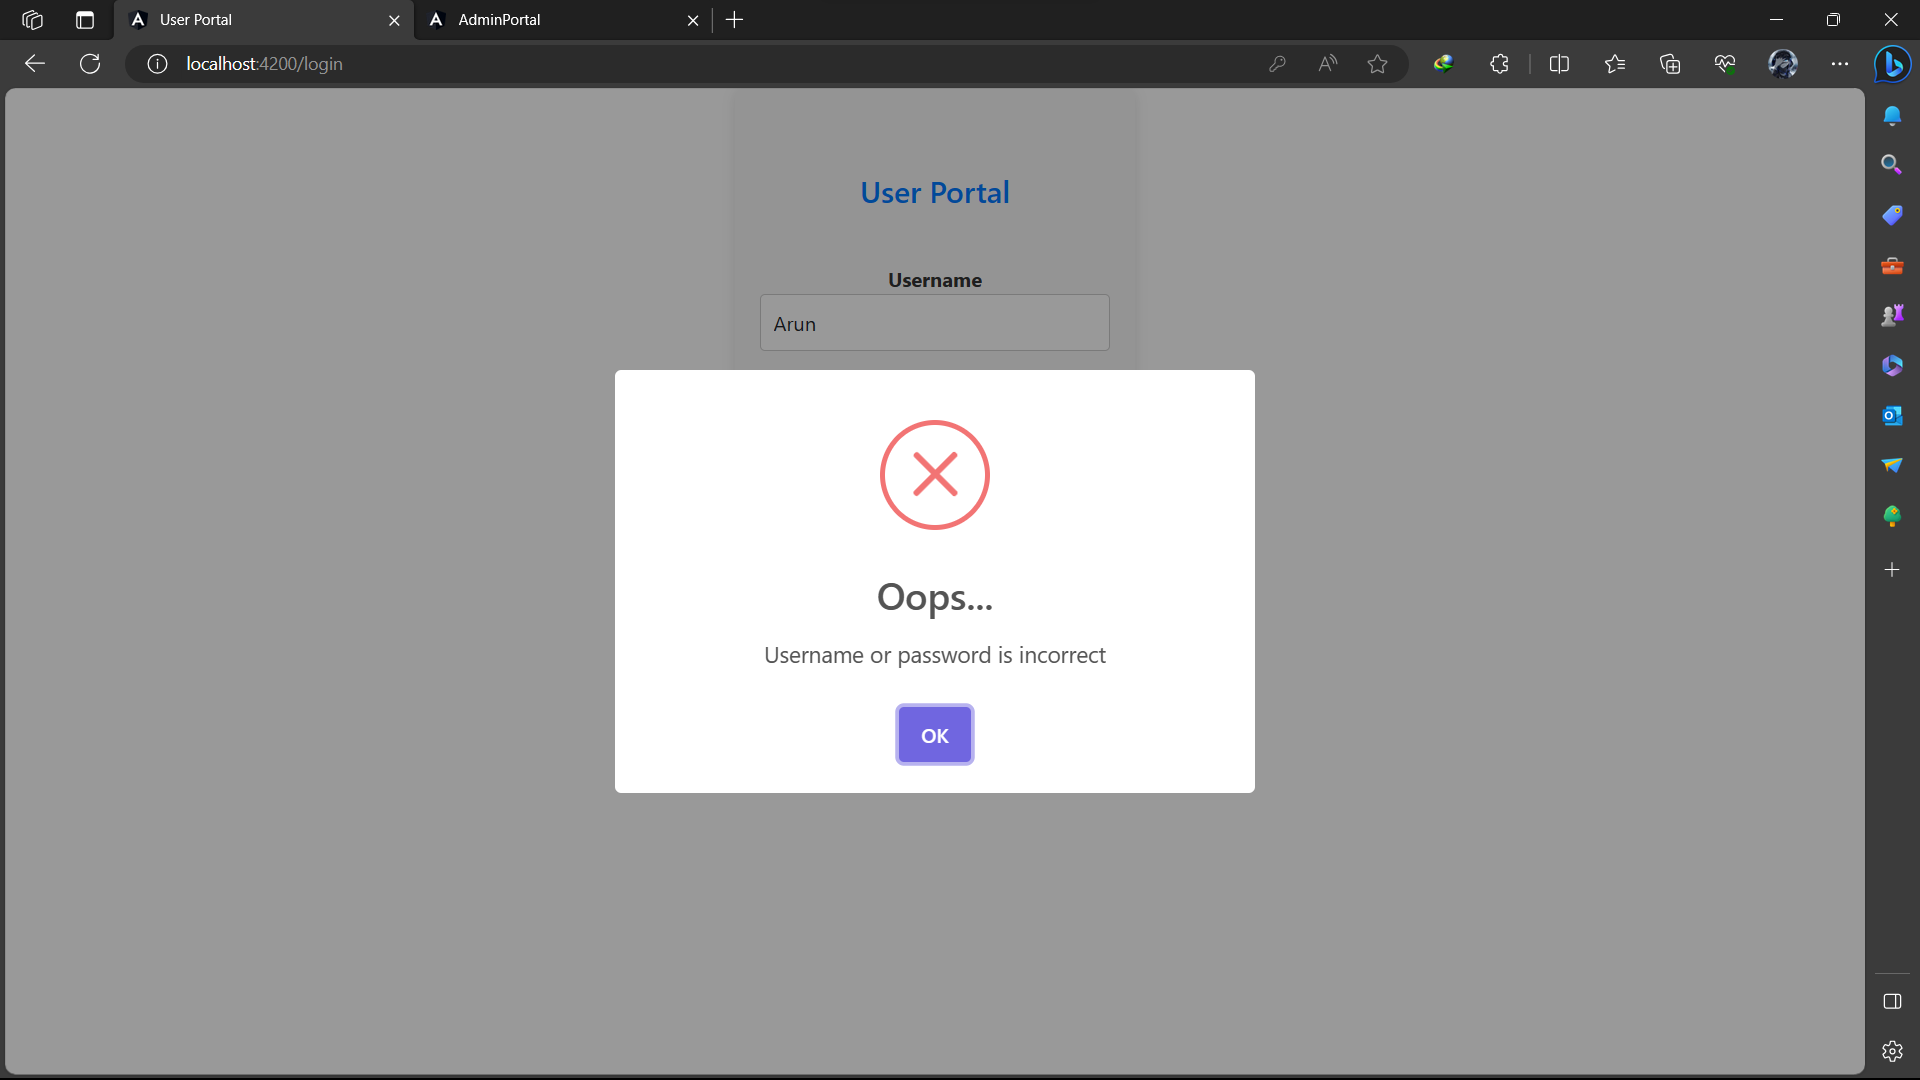 User Portal
AdminPortal
localhost:4200/login
User Portal
Username
Arun
Oops...
Username or password is incorrect
OK